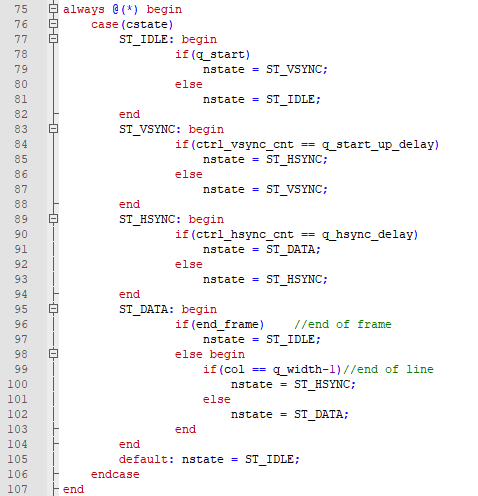 75 always @(*) begin
76     case(cstate)
77         ST_IDLE: begin
78                 if(q_start)
79                     nstate = ST_VSYNC;
80                 else
81                     nstate = ST_IDLE;
82         end
83         ST_VSYNC: begin
84                 if(ctrl_vsync_cnt == q_start_up_delay)
85                     nstate = ST_HSYNC;
86                 else
87                     nstate = ST_VSYNC;
88         end
89         ST_HSYNC: begin
90                 if(ctrl_hsync_cnt == q_hsync_delay)
91                     nstate = ST_DATA;
92                 else
93                     nstate = ST_HSYNC;
94         end
95         ST_DATA: begin
96                 if(end_frame)    //end of frame
97                     nstate = ST_IDLE;
98                 else begin
99                     if(col == q_width-1)//end of line
100                         nstate = ST_HSYNC;
101                     else
102                         nstate = ST_DATA;
103                 end
104         end
105         default: nstate = ST_IDLE;
106     endcase
107 end